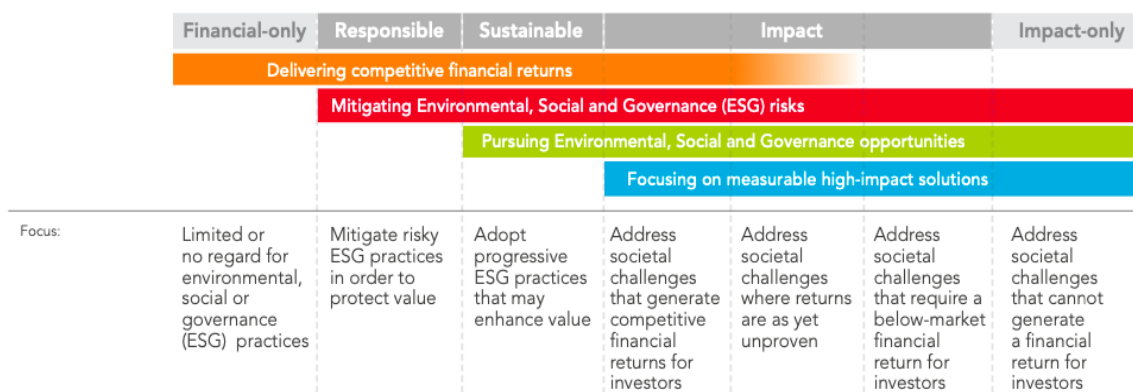 Financial-only
Responsible
Sustainable
Impact
Impact-only
Delivering competitive financial returns
Mitigating Environmental, Social and Governance (ESG) risks
Pursuing Environmental, Social and Governance opportunities
Focusing on measurable high-impact solutions
Focus:
Limited or
no regard for
environmental,
social or
governance
(ESG) practices
Mitigate risky
ESG practices
in order to
protect value
Adopt
progressive
ESG practices
that may
enhance value
Address
societal
challenges
that generate
competitive
financial
returns for
investors
Address
societal
challenges
where returns
are as yet
unproven
Address
societal
challenges
that require a
below-market
financial
return for
investors
Address
societal
challenges
that cannot
generate
a financial
return for
investors